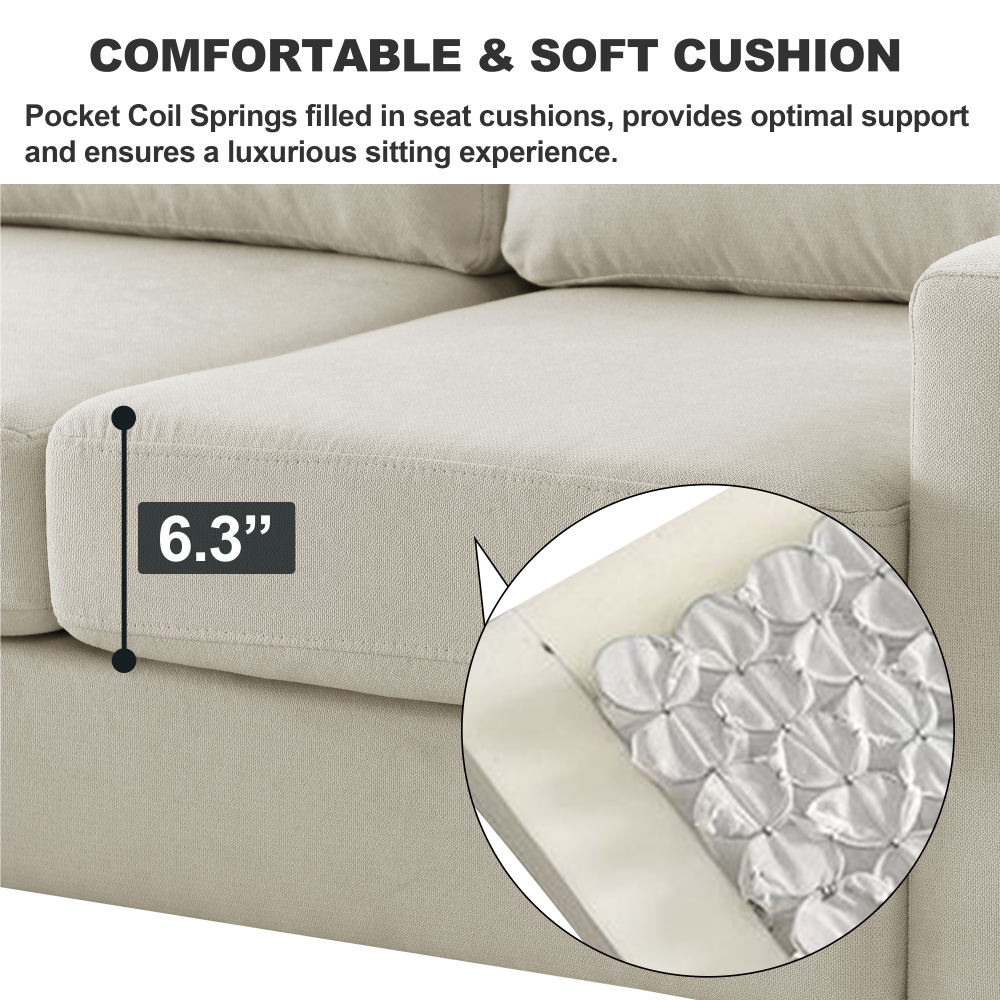 COMFORTABLE & SOFT CUSHION
Pocket Coil Springs filled in seat cushions, provides optimal support
and ensures a luxurious sitting experience.
6.3”